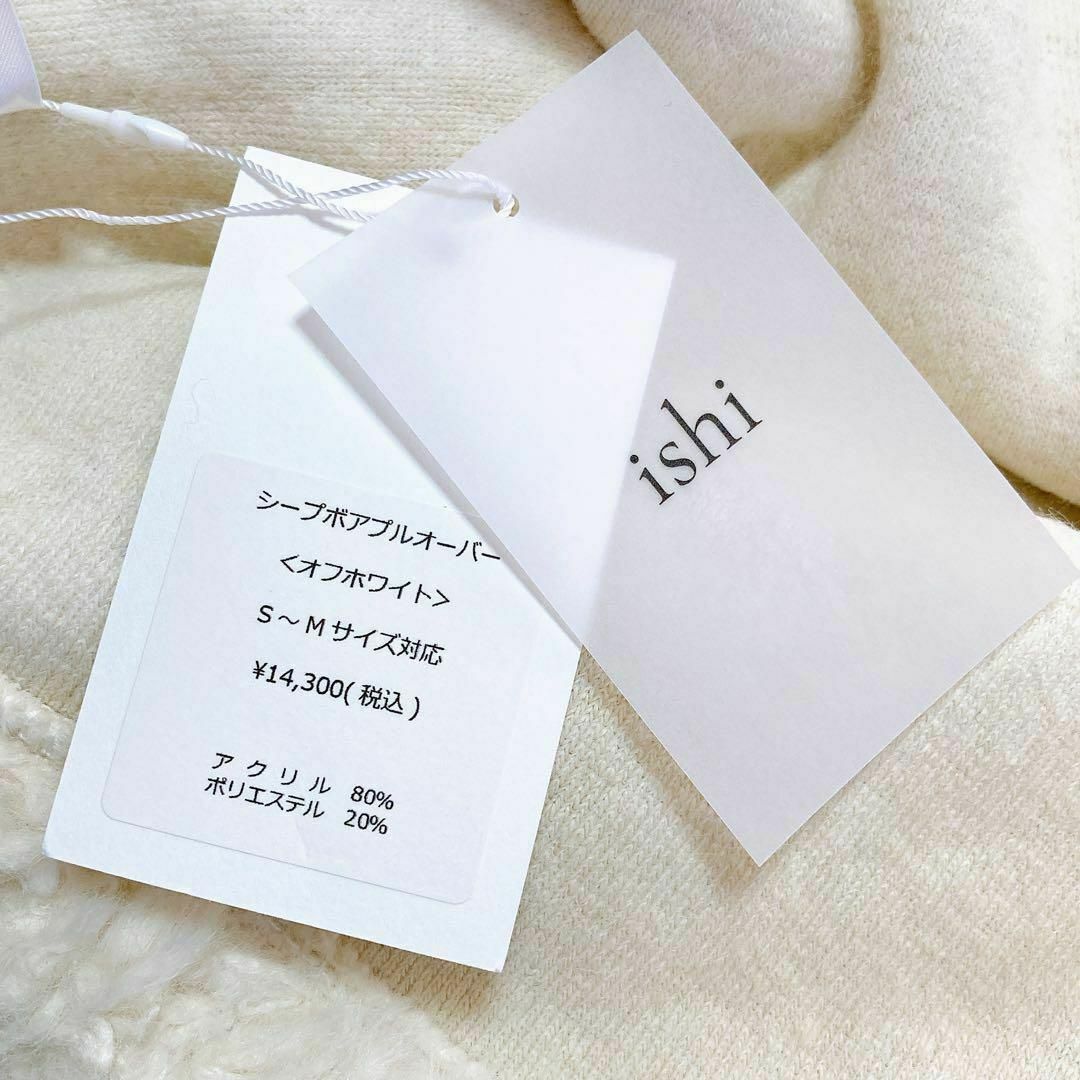 シープボアプルオーバー
＜オフホワイト＞
S～Mサイズ対応
¥14,300(税込)
アクリル 80%
ポリエステル 20%
ishi